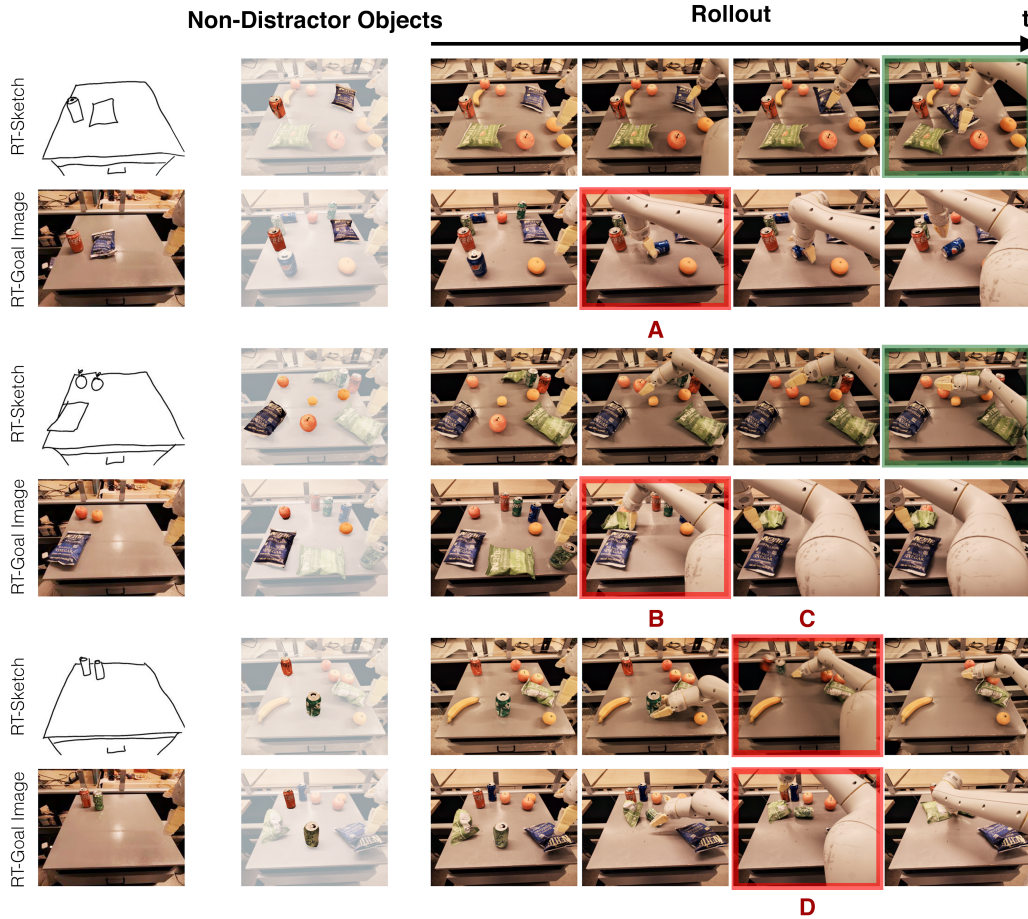 Non-Distractor Objects
Rollout
t
RT-Sketch
RT-Goal Image
A
RT-Sketch
RT-Goal Image
B
C
RT-Sketch
RT-Goal Image
D